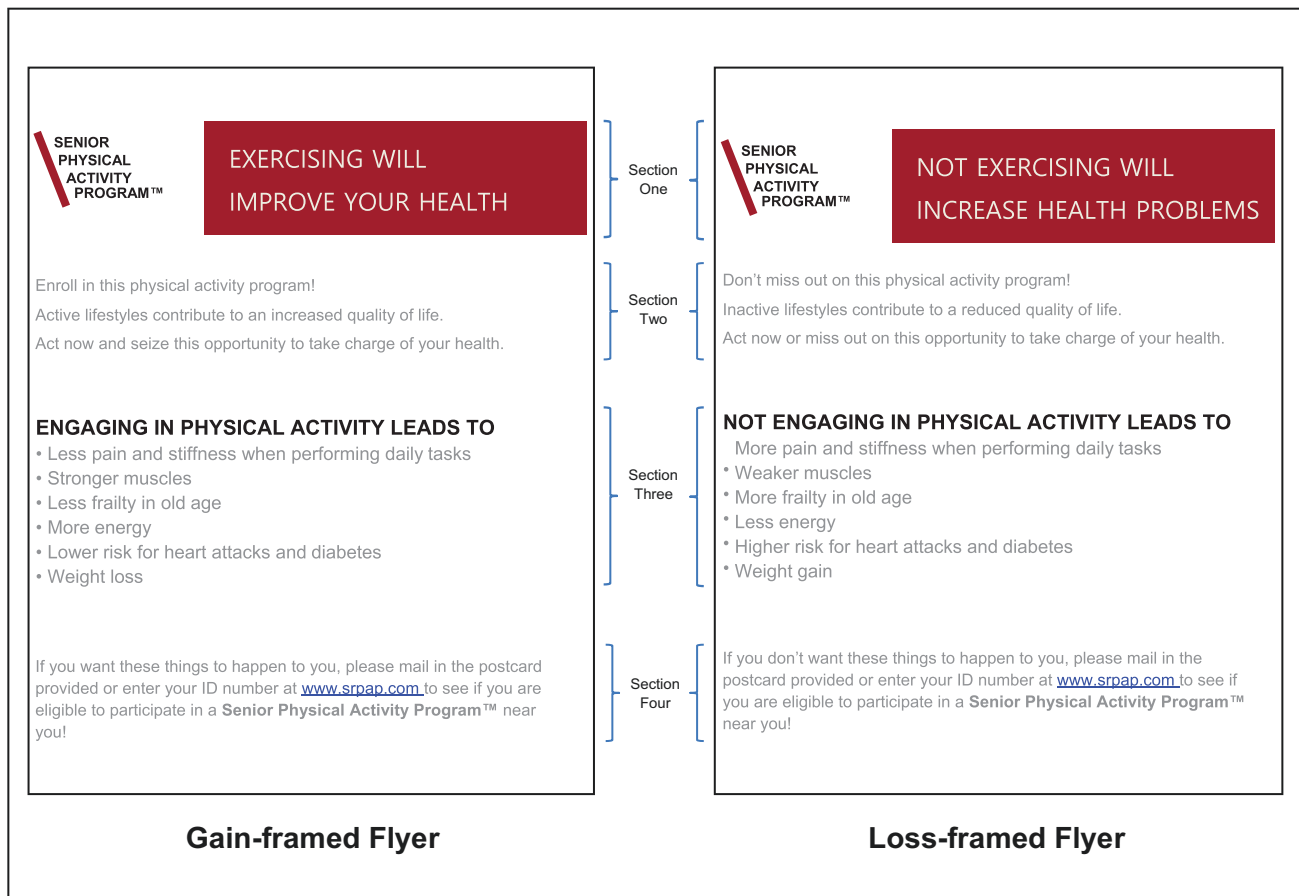 SENIOR
PHYSICAL
ACTIVITY
PROGRAM™
EXERCISING WILL
IMPROVE YOUR HEALTH
Enroll in this physical activity program!
Active lifestyles contribute to an increased quality of life.
Act now and seize this opportunity to take charge of your health.
ENGAGING IN PHYSICAL ACTIVITY LEADS TO
• Less pain and stiffness when performing daily tasks
• Stronger muscles
• Less frailty in old age
• More energy
• Lower risk for heart attacks and diabetes
• Weight loss
If you want these things to happen to you, please mail in the postcard
provided or enter your ID number at www.srpap.com to see if you are
eligible to participate in a Senior Physical Activity Program™ near
you!
Gain-framed Flyer
Section
One
Section
Two
Section
Three
Section
Four
SENIOR
PHYSICAL
ACTIVITY
PROGRAM™
NOT EXERCISING WILL
INCREASE HEALTH PROBLEMS
Don’t miss out on this physical activity program!
Inactive lifestyles contribute to a reduced quality of life.
Act now or miss out on this opportunity to take charge of your health.
NOT ENGAGING IN PHYSICAL ACTIVITY LEADS TO
More pain and stiffness when performing daily tasks
• Weaker muscles
• More frailty in old age
• Less energy
• Higher risk for heart attacks and diabetes
• Weight gain
If you don’t want these things to happen to you, please mail in the
postcard provided or enter your ID number at www.srpap.com to see if
you are eligible to participate in a Senior Physical Activity Program™
near you!
Loss-framed Flyer